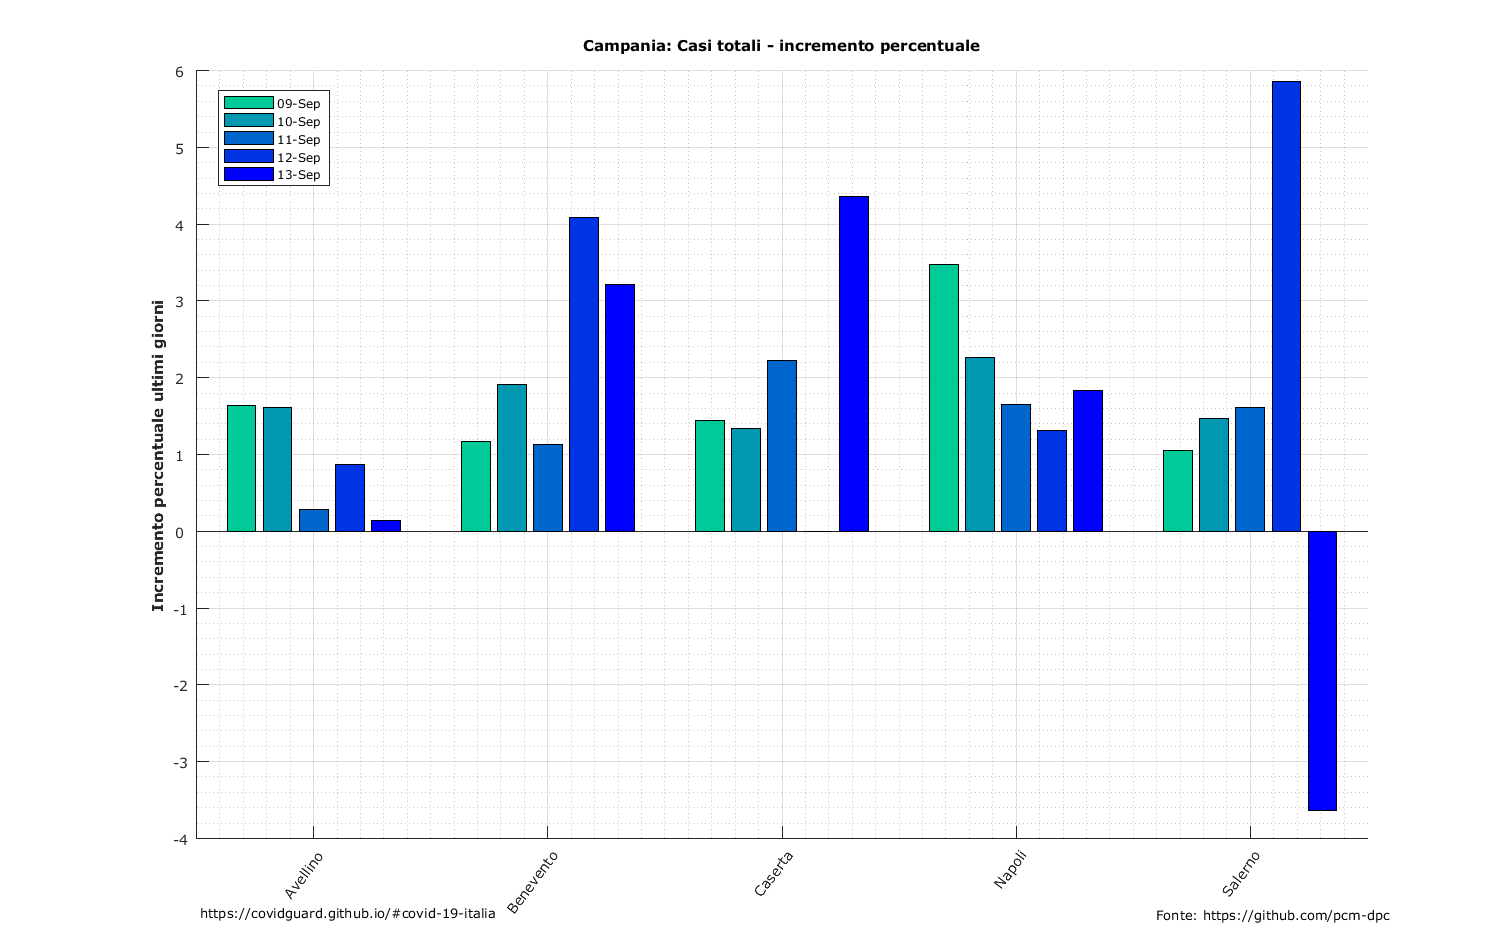 Campania: Casi totali - incremento percentuale
Incremento percentuale ultimi giorni
6
5
4
3
2
1
0
-1
-2
-3
-4
09-Sep
10-Sep
11-Sep
12-Sep
13-Sep
Avellino
Benevento
Caserta
Napoli
Salerno
https://covidguard.github.io/#covid-19-italia
Fonte: https://github.com/pcm-dpc